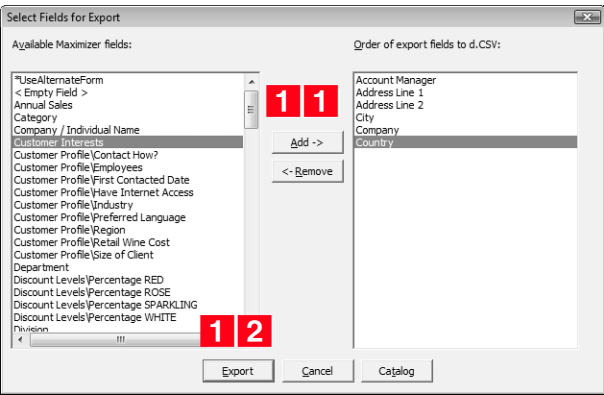 Select Fields for Export
Available Maximizer fields:
Order of export fields to d.CSV:
*UseAlternateForm
< Empty Field >
Annual Sales
Category
Company / Individual Name
Customer Interests
Customer Profile\Contact How?
Customer Profile\Employees
Customer Profile\First Contacted Date
Customer Profile\Have Internet Access
Customer Profile\Industry
Customer Profile\Preferred Language
Customer Profile\Region
Customer Profile\Retail Wine Cost
Customer Profile\Size of Client
Department
Discount Levels\Percentage RED
Discount Levels\Percentage ROSE
Discount Levels\Percentage SPARKLING
Discount Levels\Percentage WHITE
Division
11
Add ->
<- Remove
Account Manager
Address Line 1
Address Line 2
City
Company
Country
12
Export
Cancel
Catalog